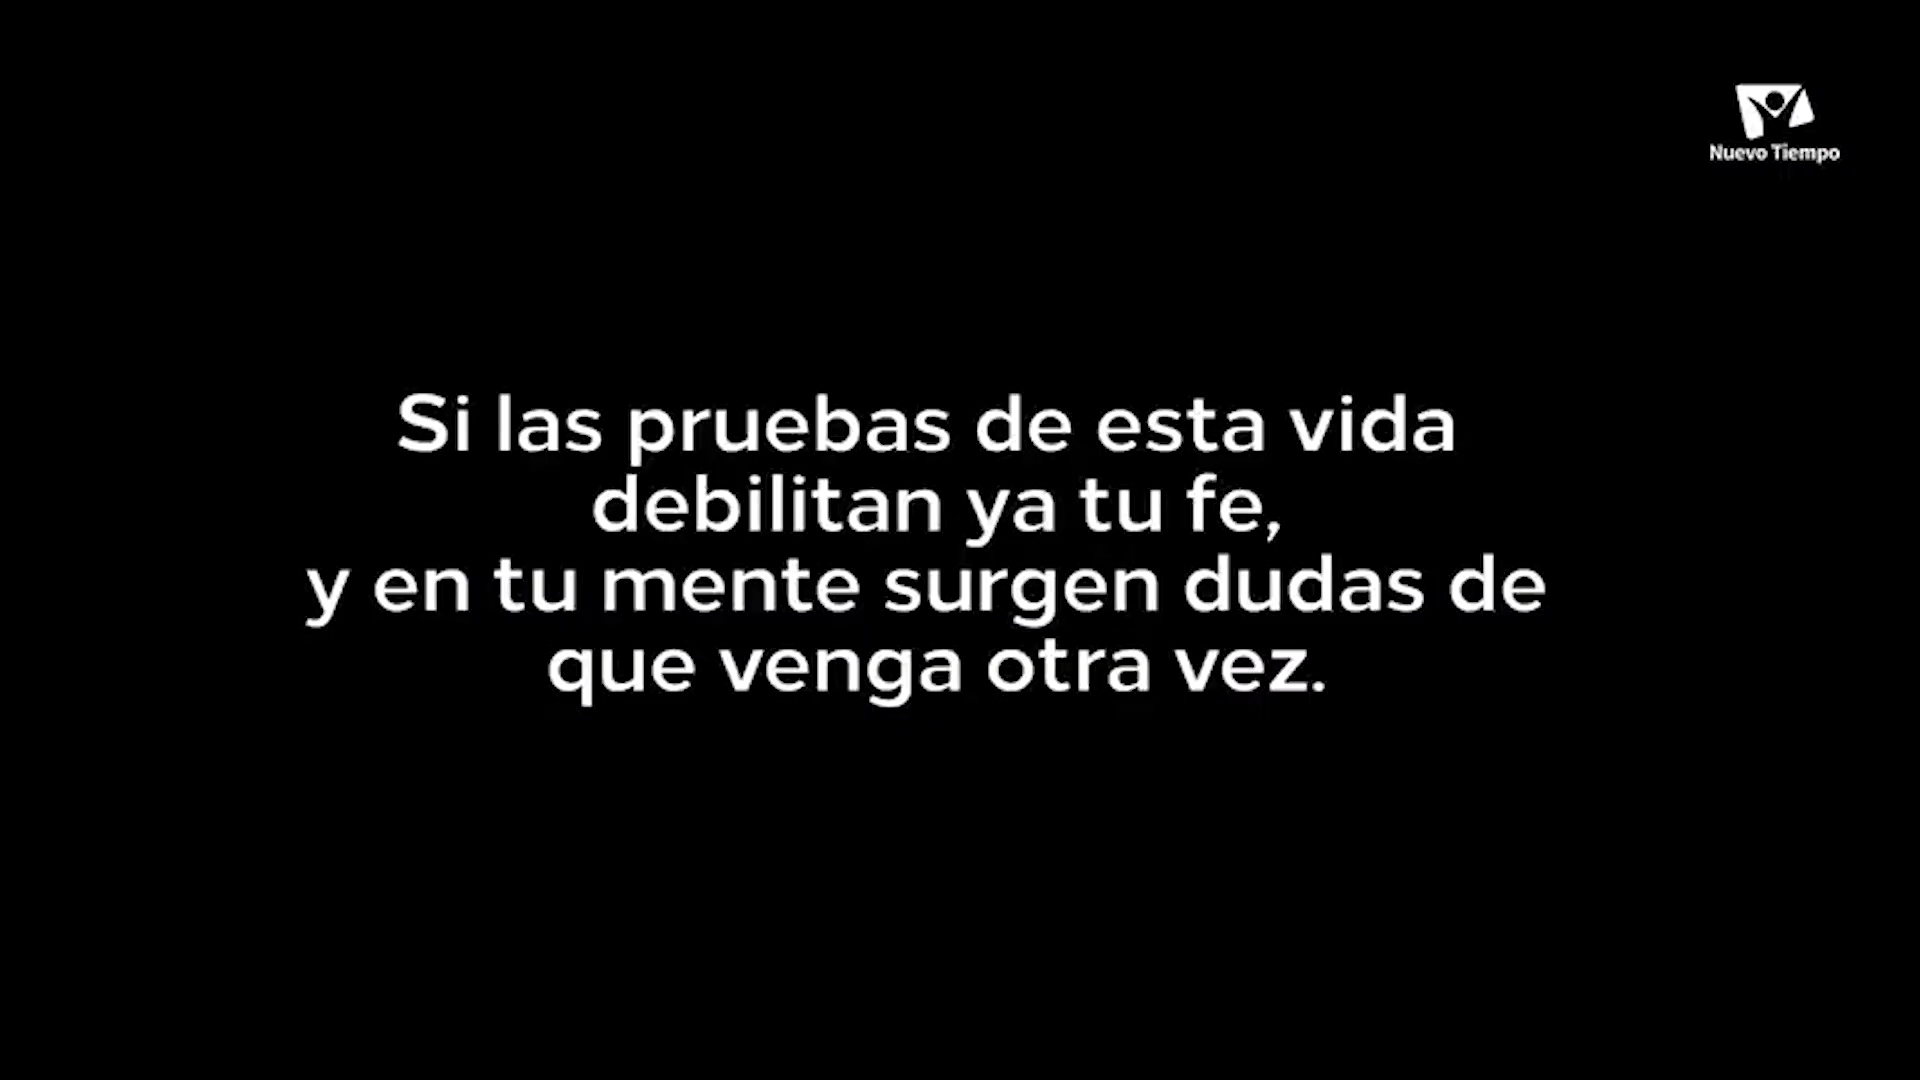 Nuevo Tiempo
Si las pruebas de esta vida
debilitan ya tu fe,
y en tu mente surgen dudas de
que venga otra vez.